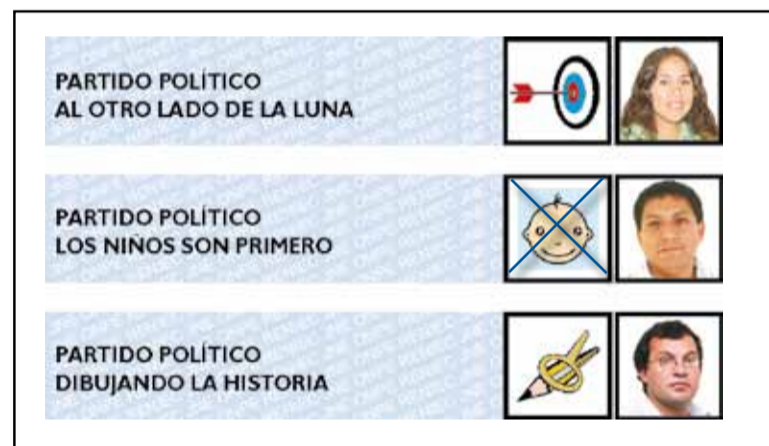 PARTIDO POLÍTICO
AL OTRO LADO DE LA LUNA
PARTIDO POLÍTICO
LOS NIÑOS SON PRIMERO
PARTIDO POLÍTICO
DIBUJANDO LA HISTORIA